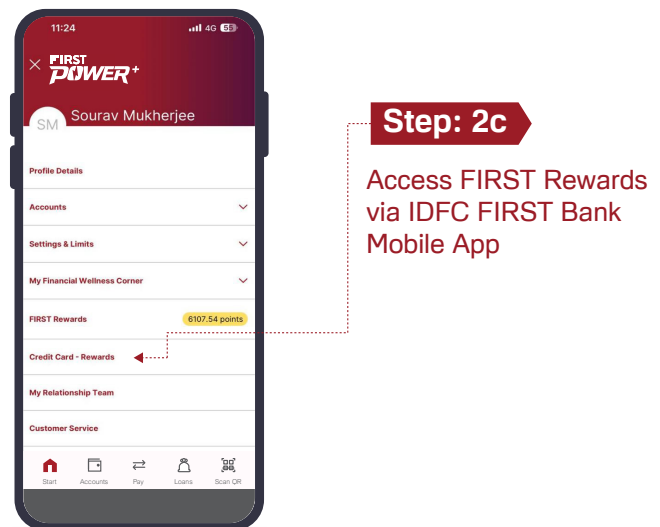 11:24
4G 55
FIRST
POWER+
SM
Sourav Mukherjee
Profile Details
Accounts
Settings & Limits
My Financial Wellness Corner
FIRST Rewards
6107.54 points
Credit Card - Rewards
My Relationship Team
Customer Service
Start
Accounts
Pay
Loans
Scan QR
Step: 2c
Access FIRST Rewards
via IDFC FIRST Bank
Mobile App